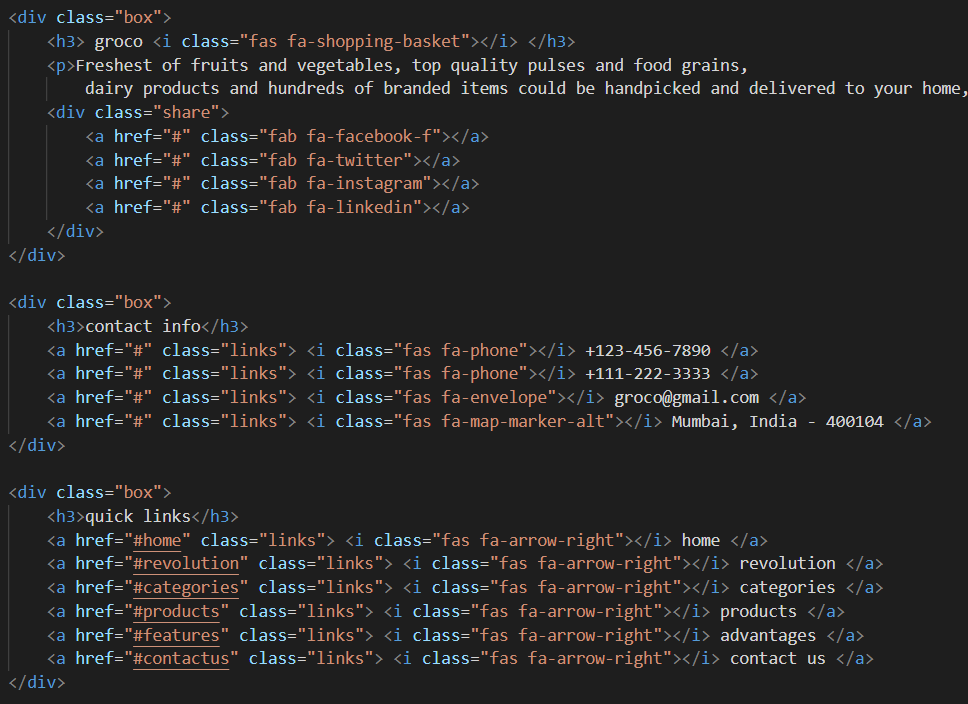 <div class="box">
    <h3> groco <i class="fas fa-shopping-basket"></i> </h3>
    <p>Freshest of fruits and vegetables, top quality pulses and food grains,
        dairy products and hundreds of branded items could be handpicked and delivered to your home,
    <div class="share">
        <a href="#" class="fab fa-facebook-f"></a>
        <a href="#" class="fab fa-twitter"></a>
        <a href="#" class="fab fa-instagram"></a>
        <a href="#" class="fab fa-linkedin"></a>
    </div>
</div>

<div class="box">
    <h3>contact info</h3>
    <a href="#" class="links"> <i class="fas fa-phone"></i> +123-456-7890 </a>
    <a href="#" class="links"> <i class="fas fa-phone"></i> +111-222-3333 </a>
    <a href="#" class="links"> <i class="fas fa-envelope"></i> groco@gmail.com </a>
    <a href="#" class="links"> <i class="fas fa-map-marker-alt"></i> Mumbai, India - 400104 </a>
</div>

<div class="box">
    <h3>quick links</h3>
    <a href="#home" class="links"> <i class="fas fa-arrow-right"></i> home </a>
    <a href="#revolution" class="links"> <i class="fas fa-arrow-right"></i> revolution </a>
    <a href="#categories" class="links"> <i class="fas fa-arrow-right"></i> categories </a>
    <a href="#products" class="links"> <i class="fas fa-arrow-right"></i> products </a>
    <a href="#features" class="links"> <i class="fas fa-arrow-right"></i> advantages </a>
    <a href="#contactus" class="links"> <i class="fas fa-arrow-right"></i> contact us </a>
</div>